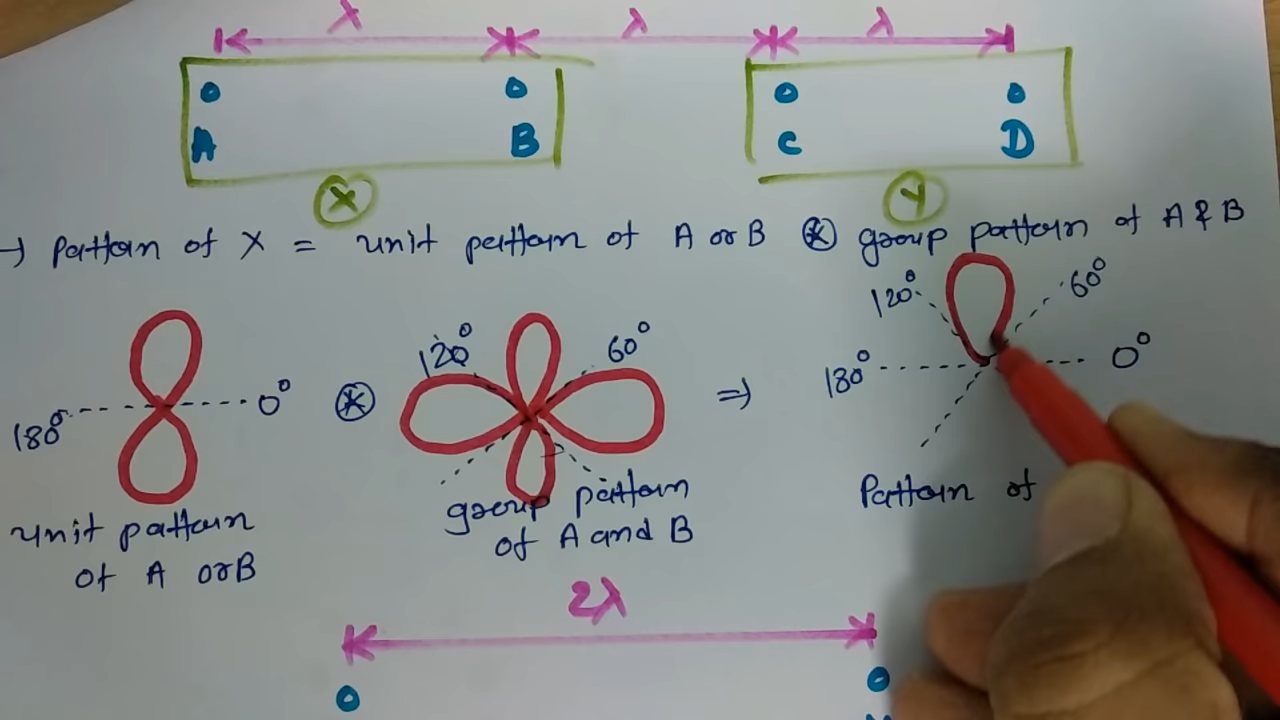 λ λ λ
A B C D
X Y
→ Pattern of X = unit pattern of A or B * group pattern of A & B
120° 60°
180° 0°
120° 60°
180° 0° * ⇒
unit pattern
of A or B
group pattern
of A and B
Pattern of
2λ